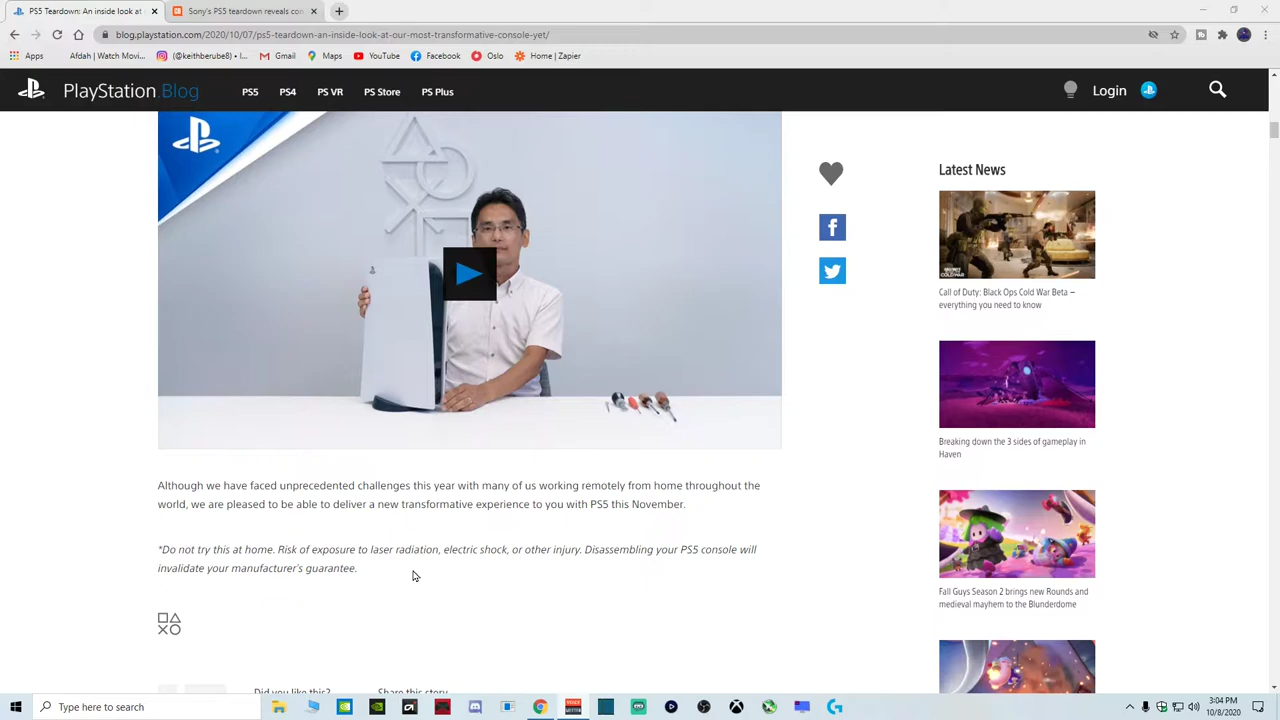 PS5 Teardown: An inside look at
Sony's PS5 teardown reveals con
blog.playstation.com/2020/10/07/ps5-teardown-an-inside-look-at-our-most-transformative-console-yet/
Apps
Afdah | Watch Movi...
(@keithberube8) • I...
Maps
YouTube
Facebook
Oslo
Home | Zapier
PlayStation.Blog
PS5
PS4
PS VR
PS Store
PS Plus
Login
Although we have faced unprecedented challenges this year with many of us working remotely from home throughout the
world, we are pleased to be able to deliver a new transformative experience to you with PS5 this November.
*Do not try this at home. Risk of exposure to laser radiation, electric shock, or other injury. Disassembling your PS5 console will
invalidate your manufacturer's guarantee.
Did you like this?
Share this story
Latest News
Call of Duty: Black Ops Cold War Beta –
everything you need to know
Breaking down the 3 sides of gameplay in
Haven
Fall Guys Season 2 brings new Rounds and
medieval mayhem to the Blunderdome
Type here to search
3:04 PM
10/8/2020